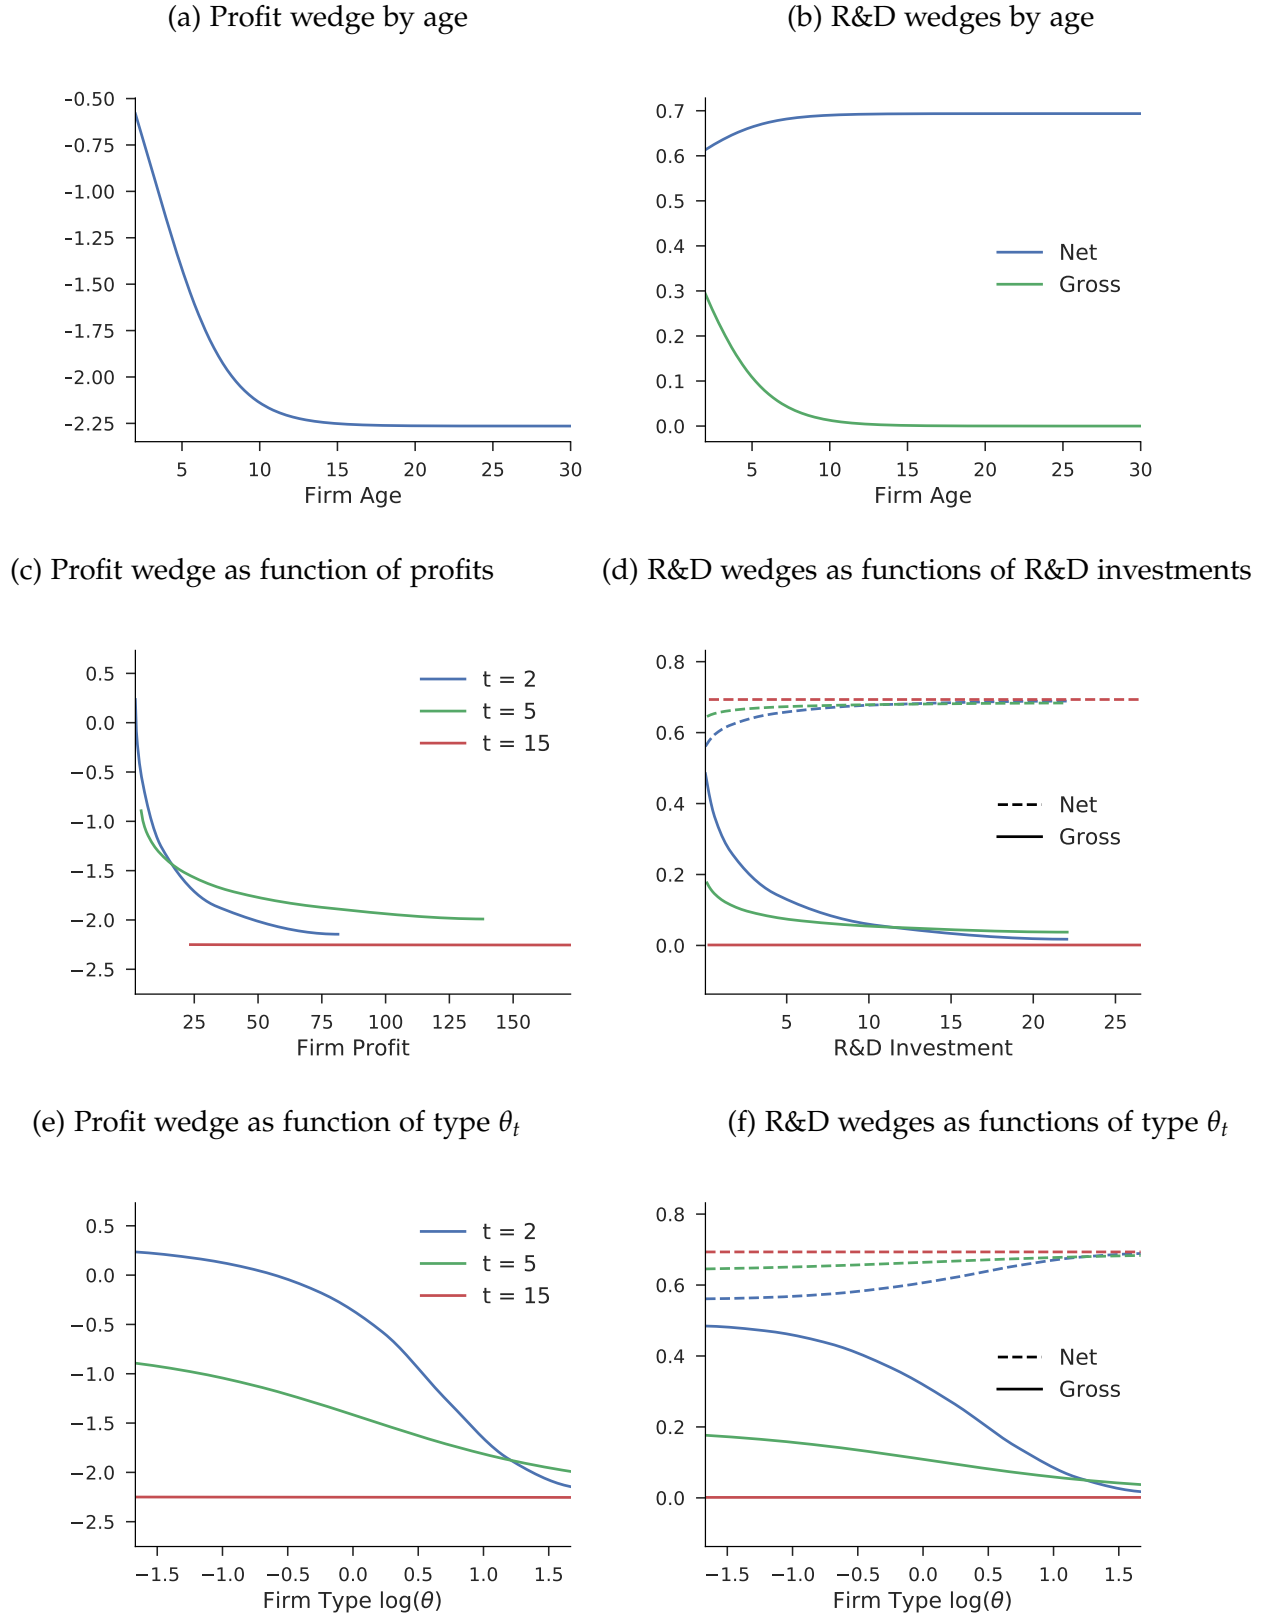 (a) Profit wedge by age
–0.50
–0.75
–1.00
–1.25
–1.50
–1.75
–2.00
–2.25
5 10 15 20 25 30
Firm Age
(b) R&D wedges by age
0.7
0.6
0.5
0.4
0.3
0.2
0.1
0.0
Net
Gross
5 10 15 20 25 30
Firm Age
(c) Profit wedge as function of profits
0.5
0.0
−0.5
−1.0
−1.5
−2.0
−2.5
t = 2
t = 5
t = 15
25 50 75 100 125 150
Firm Profit
(d) R&D wedges as functions of R&D investments
0.8
0.6
0.4
0.2
0.0
Net
Gross
5 10 15 20 25
R&D Investment
(e) Profit wedge as function of type θt
0.5
0.0
−0.5
−1.0
−1.5
−2.0
−2.5
t = 2
t = 5
t = 15
−1.5 −1.0 −0.5 0.0 0.5 1.0 1.5
Firm Type log(θ)
(f) R&D wedges as functions of type θt
0.8
0.6
0.4
0.2
0.0
Net
Gross
−1.5 −1.0 −0.5 0.0 0.5 1.0 1.5
Firm Type log(θ)